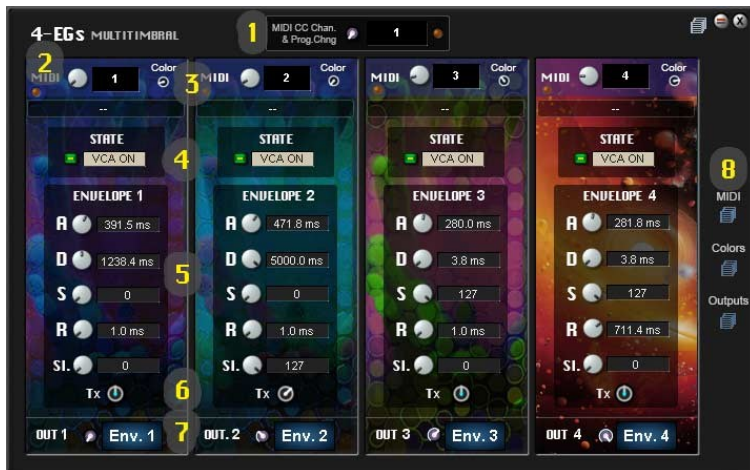 4-EGs MULTITIMBRAL
1
MIDI CC Chan.
& Prog.Chng
1
2
MIDI
1
Color
--
STATE
VCA ON
ENVELOPE 1
A 391.5 ms
D 1238.4 ms
S 0
R 1.0 ms
Sl. 0
Tx
OUT 1 Env. 1
3
MIDI
2
Color
--
4
STATE
VCA ON
ENVELOPE 2
A 471.8 ms
D 5000.0 ms
5
S 0
R 1.0 ms
Sl. 127
6
Tx
7
OUT. 2 Env. 2
MIDI
3
Color
--
STATE
VCA ON
ENVELOPE 3
A 280.0 ms
D 3.8 ms
S 127
R 1.0 ms
Sl. 0
Tx
OUT 3 Env. 3
MIDI
4
Color
--
STATE
VCA ON
ENVELOPE 4
A 281.8 ms
D 3.8 ms
S 127
R 711.4 ms
Sl. 0
Tx
OUT 4 Env. 4
8
MIDI
Colors
Outputs